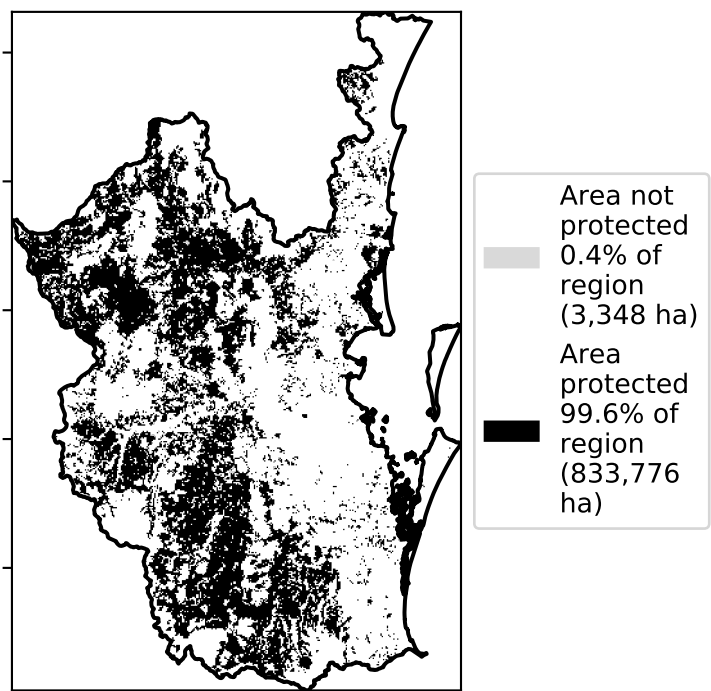 Area not
protected
0.4% of
region
(3,348 ha)
Area
protected
99.6% of
region
(833,776
ha)